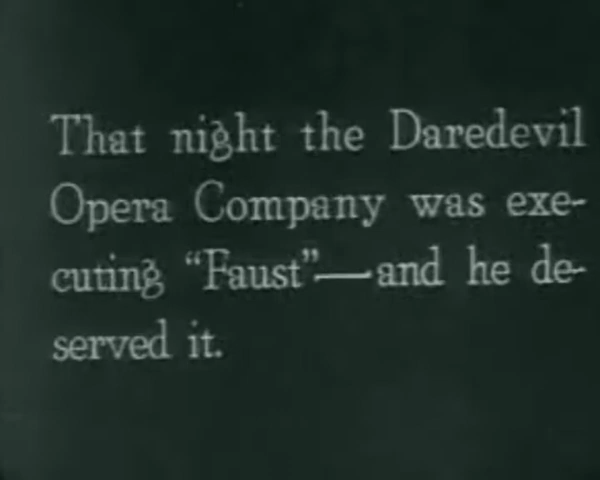 That night the Daredevil
Opera Company was exe-
cuting “Faust”—and he de-
served it.